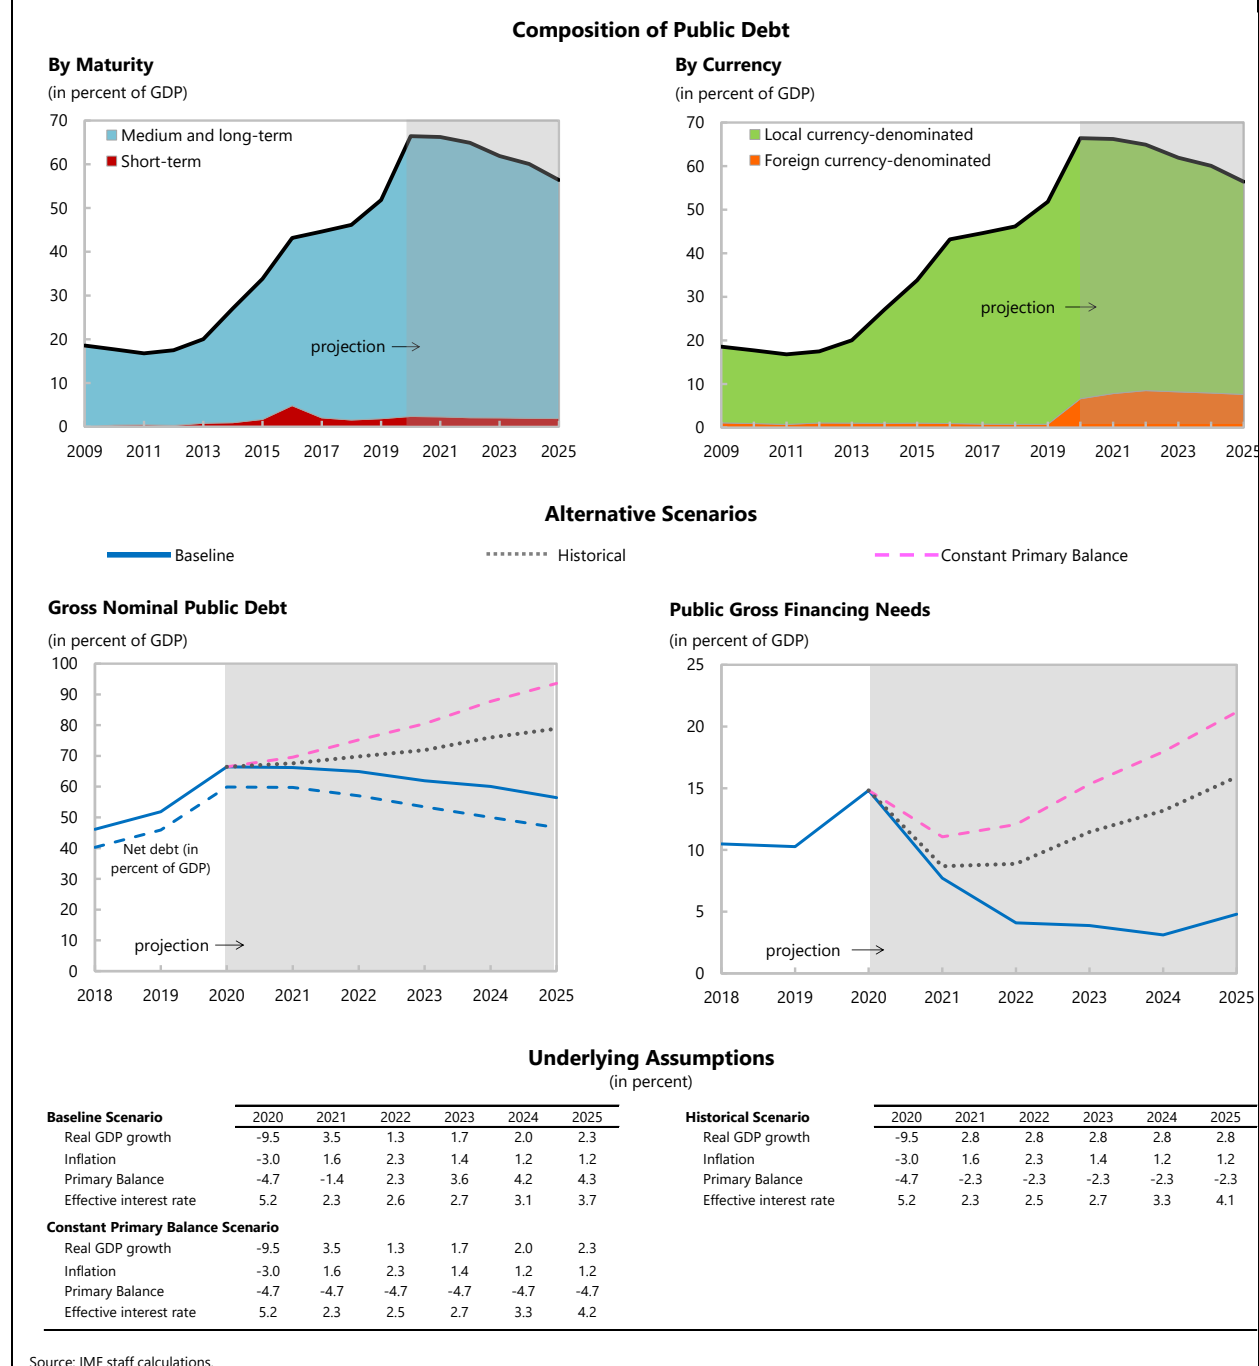 Composition of Public Debt
By Maturity
(in percent of GDP)
70
60
50
40
30
20
10
0
Medium and long-term
Short-term
projection
2009 2011 2013 2015 2017 2019 2021 2023 2025
By Currency
(in percent of GDP)
70
60
50
40
30
20
10
0
Local currency-denominated
Foreign currency-denominated
projection
2009 2011 2013 2015 2017 2019 2021 2023 2025
Alternative Scenarios
Baseline Historical Constant Primary Balance
Gross Nominal Public Debt
(in percent of GDP)
100
90
80
70
60
50
40
30
20
10
0
Net debt (in
percent of GDP)
projection
2018 2019 2020 2021 2022 2023 2024 2025
Public Gross Financing Needs
(in percent of GDP)
25
20
15
10
5
0
projection
2018 2019 2020 2021 2022 2023 2024 2025
Underlying Assumptions
(in percent)
Baseline Scenario 2020 2021 2022 2023 2024 2025
Real GDP growth -9.5 3.5 1.3 1.7 2.0 2.3
Inflation -3.0 1.6 2.3 1.4 1.2 1.2
Primary Balance -4.7 -1.4 2.3 3.6 4.2 4.3
Effective interest rate 5.2 2.3 2.6 2.7 3.1 3.7
Constant Primary Balance Scenario
Real GDP growth -9.5 3.5 1.3 1.7 2.0 2.3
Inflation -3.0 1.6 2.3 1.4 1.2 1.2
Primary Balance -4.7 -4.7 -4.7 -4.7 -4.7 -4.7
Effective interest rate 5.2 2.3 2.5 2.7 3.3 4.2
Historical Scenario 2020 2021 2022 2023 2024 2025
Real GDP growth -9.5 2.8 2.8 2.8 2.8 2.8
Inflation -3.0 1.6 2.3 1.4 1.2 1.2
Primary Balance -4.7 -2.3 -2.3 -2.3 -2.3 -2.3
Effective interest rate 5.2 2.3 2.5 2.7 3.3 4.1
Source: IMF staff calculations.